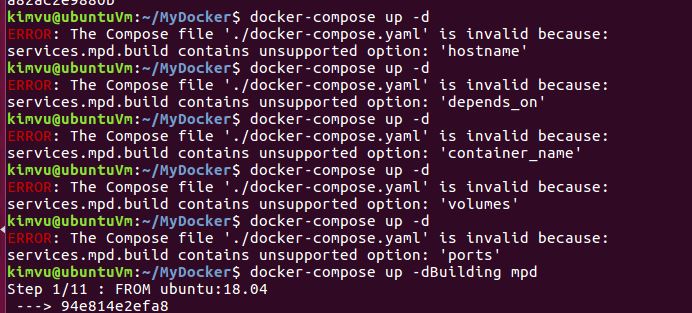 a82ac2e9880b
kimvu@ubuntuVm:~/MyDocker$ docker-compose up -d
ERROR: The Compose file './docker-compose.yaml' is invalid because:
services.mpd.build contains unsupported option: 'hostname'
kimvu@ubuntuVm:~/MyDocker$ docker-compose up -d
ERROR: The Compose file './docker-compose.yaml' is invalid because:
services.mpd.build contains unsupported option: 'depends_on'
kimvu@ubuntuVm:~/MyDocker$ docker-compose up -d
ERROR: The Compose file './docker-compose.yaml' is invalid because:
services.mpd.build contains unsupported option: 'container_name'
kimvu@ubuntuVm:~/MyDocker$ docker-compose up -d
ERROR: The Compose file './docker-compose.yaml' is invalid because:
services.mpd.build contains unsupported option: 'volumes'
kimvu@ubuntuVm:~/MyDocker$ docker-compose up -d
ERROR: The Compose file './docker-compose.yaml' is invalid because:
services.mpd.build contains unsupported option: 'ports'
kimvu@ubuntuVm:~/MyDocker$ docker-compose up -dBuilding mpd
Step 1/11 : FROM ubuntu:18.04
 ---> 94e814e2efa8